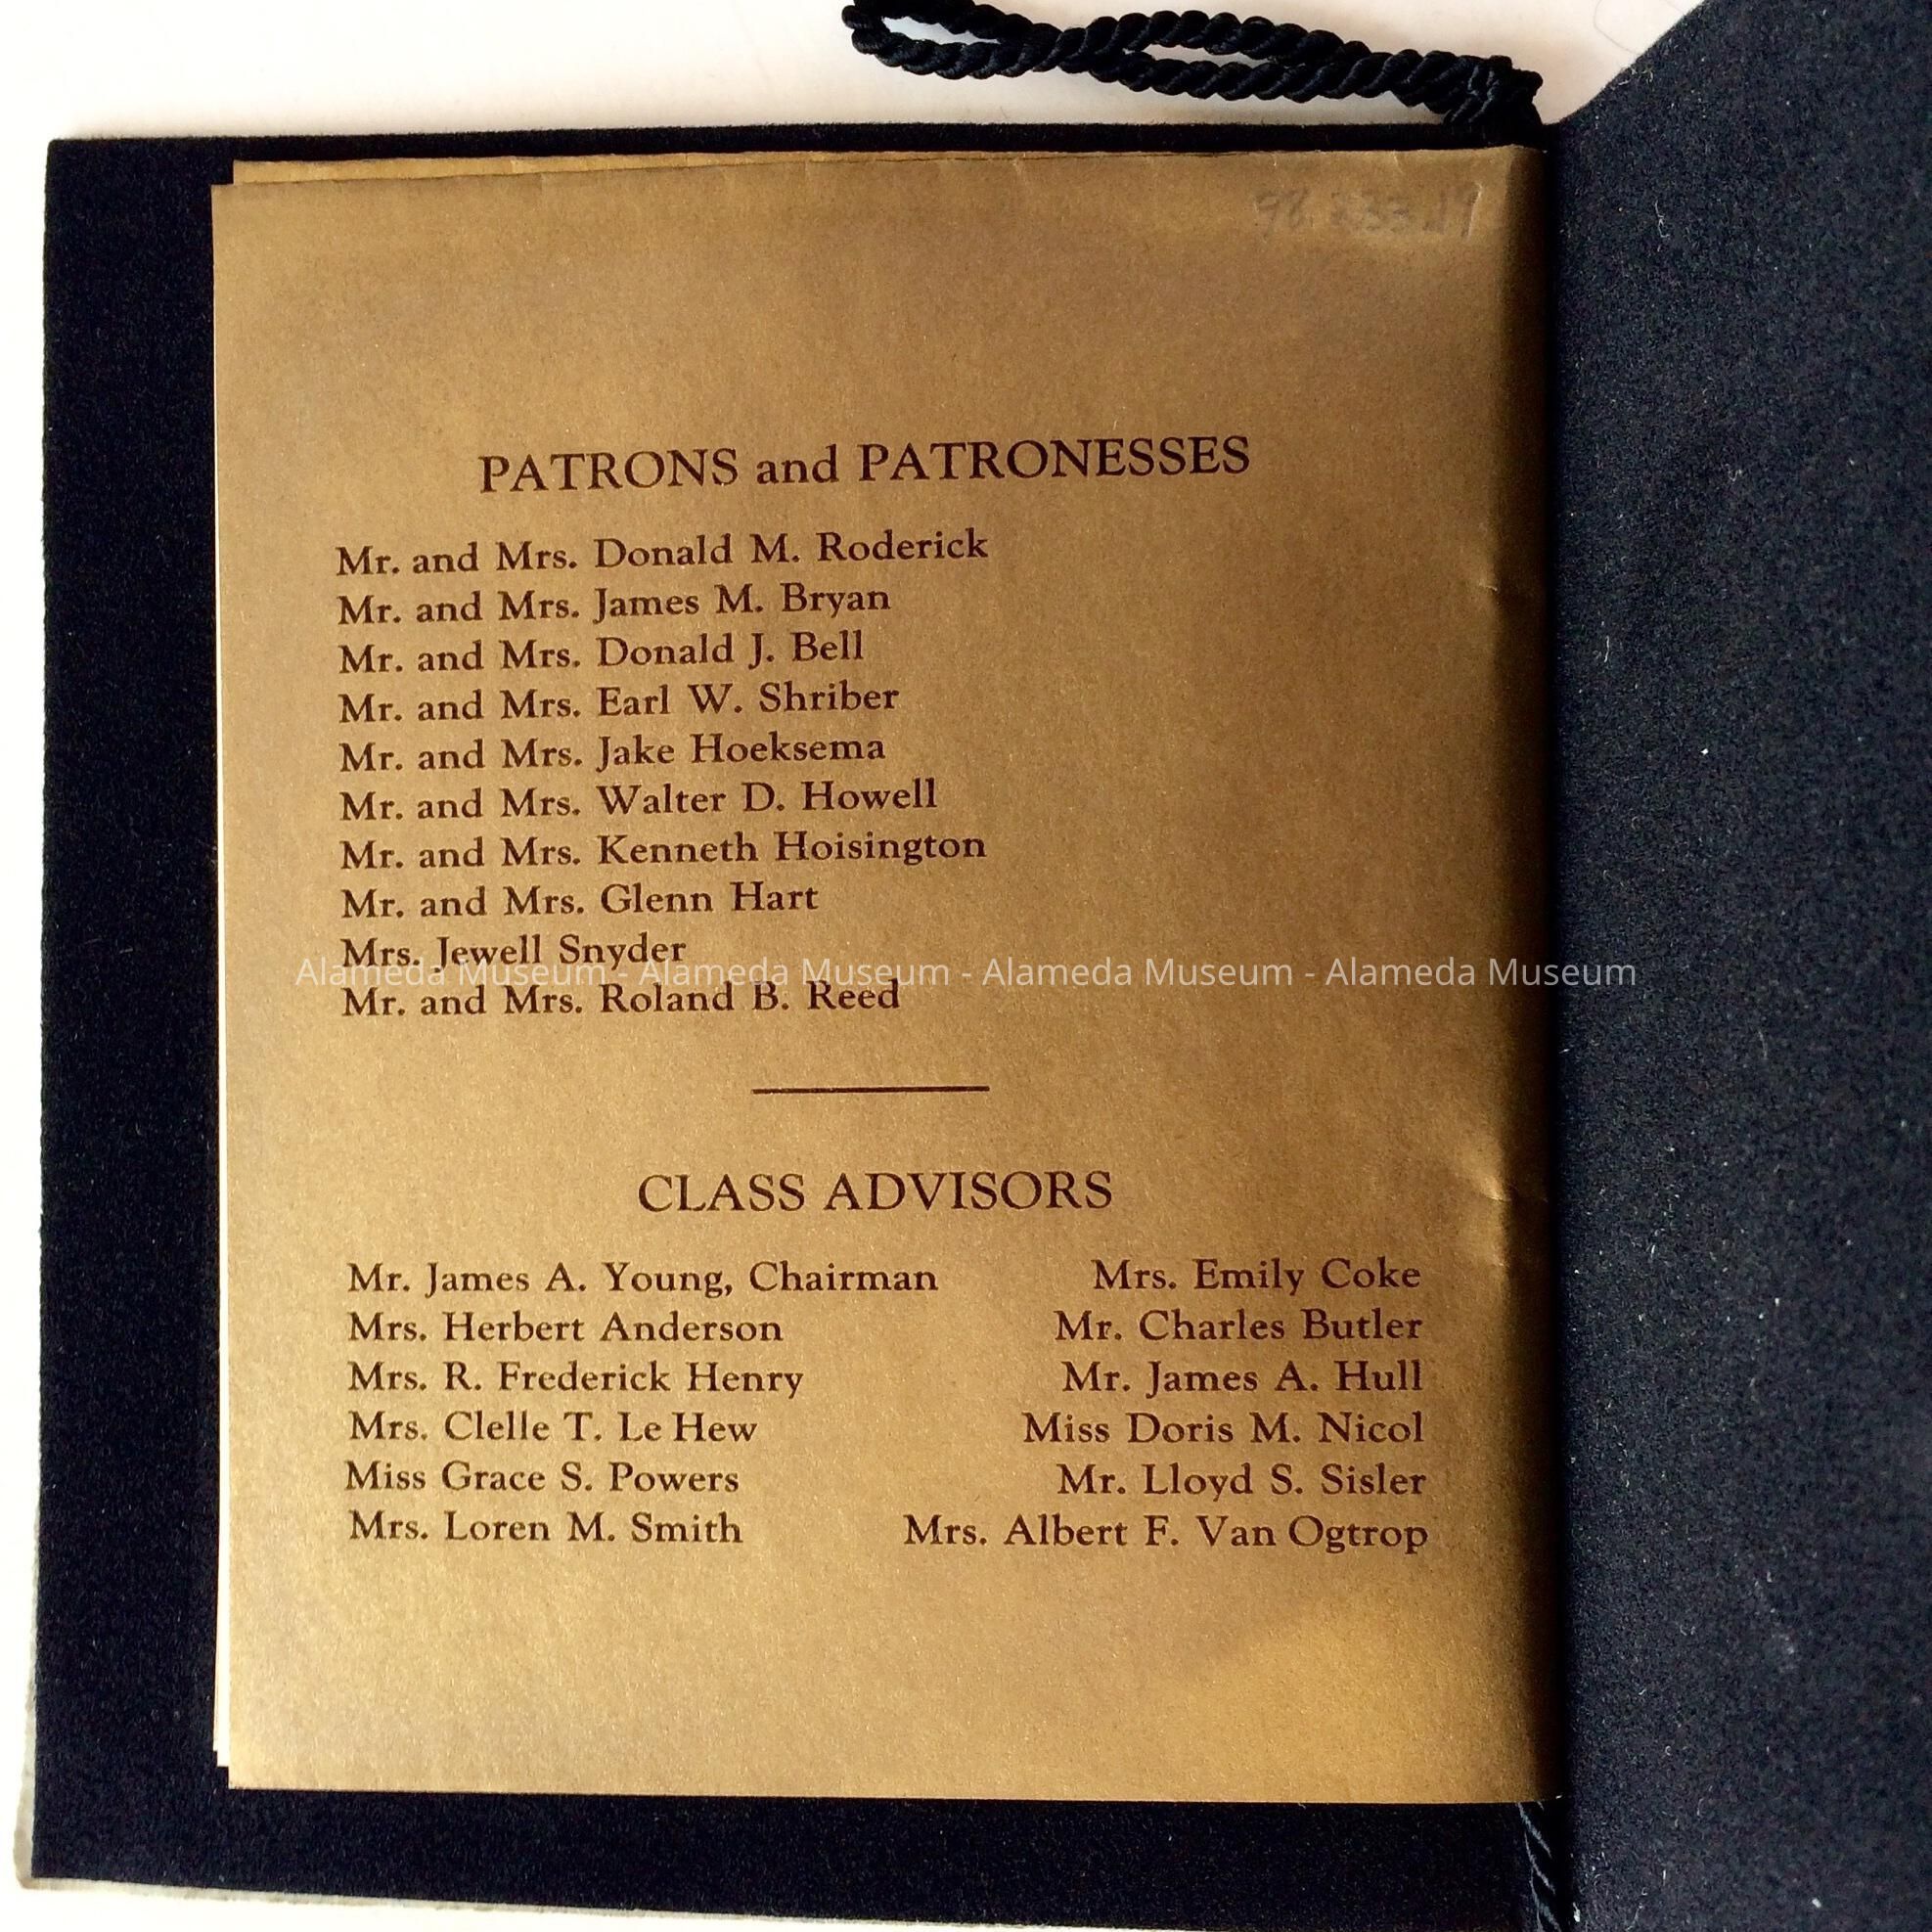 PATRONS and PATRONESSES
Mr. and Mrs. Donald M. Roderick
Mr. and Mrs. James M. Bryan
Mr. and Mrs. Donald J. Bell
Mr. and Mrs. Earl W. Shriber
Mr. and Mrs. Jake Hoeksema
Mr. and Mrs. Walter D. Howell
Mr. and Mrs. Kenneth Hoisington
Mr. and Mrs. Glenn Hart
Mrs. Jewell Snyder
Alameda Museum - Alameda Museum - Alameda Museum - Alameda Museum
Mr. and Mrs. Roland B. Reed
CLASS ADVISORS
Mr. James A. Young, Chairman
Mrs. Herbert Anderson
Mrs. R. Frederick Henry
Mrs. Clelle T. Le Hew
Miss Grace S. Powers
Mrs. Loren M. Smith
Mrs. Emily Coke
Mr. Charles Butler
Mr. James A. Hull
Miss Doris M. Nicol
Mr. Lloyd S. Sisler
Mrs. Albert F. Van Ogtrop